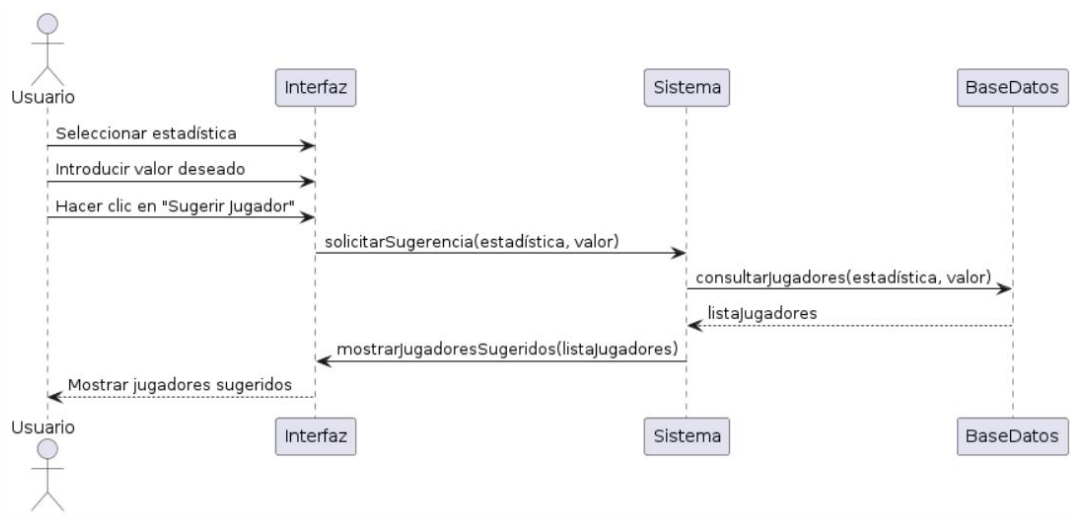 Usuario
Interfaz
Sistema
BaseDatos
Seleccionar estadística
Introducir valor deseado
Hacer clic en "Sugerir Jugador"
solicitarSugerencia(estadística, valor)
consultarJugadores(estadística, valor)
listaJugadores
mostrarJugadoresSugeridos(listaJugadores)
Mostrar jugadores sugeridos
Usuario
Interfaz
Sistema
BaseDatos